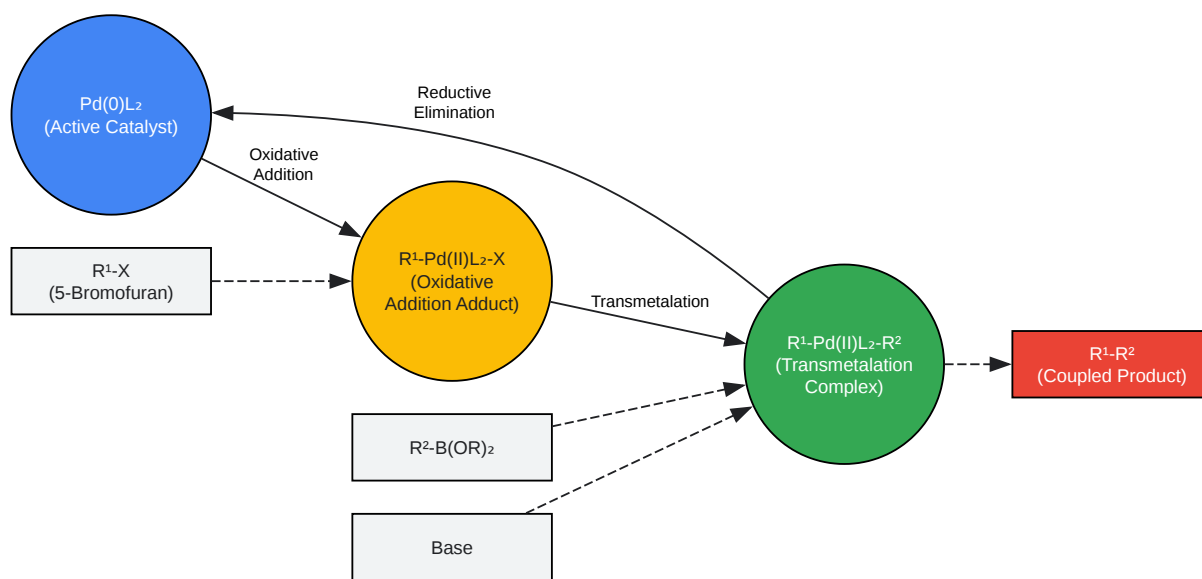 Pd(0)L₂
(Active Catalyst)
Reductive
Elimination
Oxidative
Addition
R¹-X
(5-Bromofuran)
R¹-Pd(II)L₂-X
(Oxidative
Addition Adduct)
Transmetalation
R¹-Pd(II)L₂-R²
(Transmetalation
Complex)
R¹-R²
(Coupled Product)
R²-B(OR)₂
Base